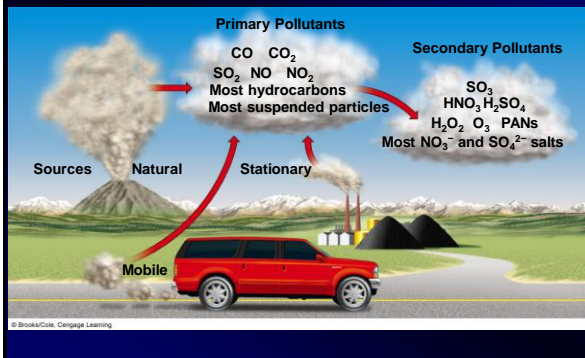 Primary Pollutants
CO CO₂
SO₂ NO NO₂
Most hydrocarbons
Most suspended particles
Secondary Pollutants
SO₃
HNO₃ H₂SO₄
H₂O₂ O₃ PANs
Most NO₃⁻ and SO₄²⁻ salts
Sources Natural Stationary
Mobile
© Brooks/Cole, Cengage Learning